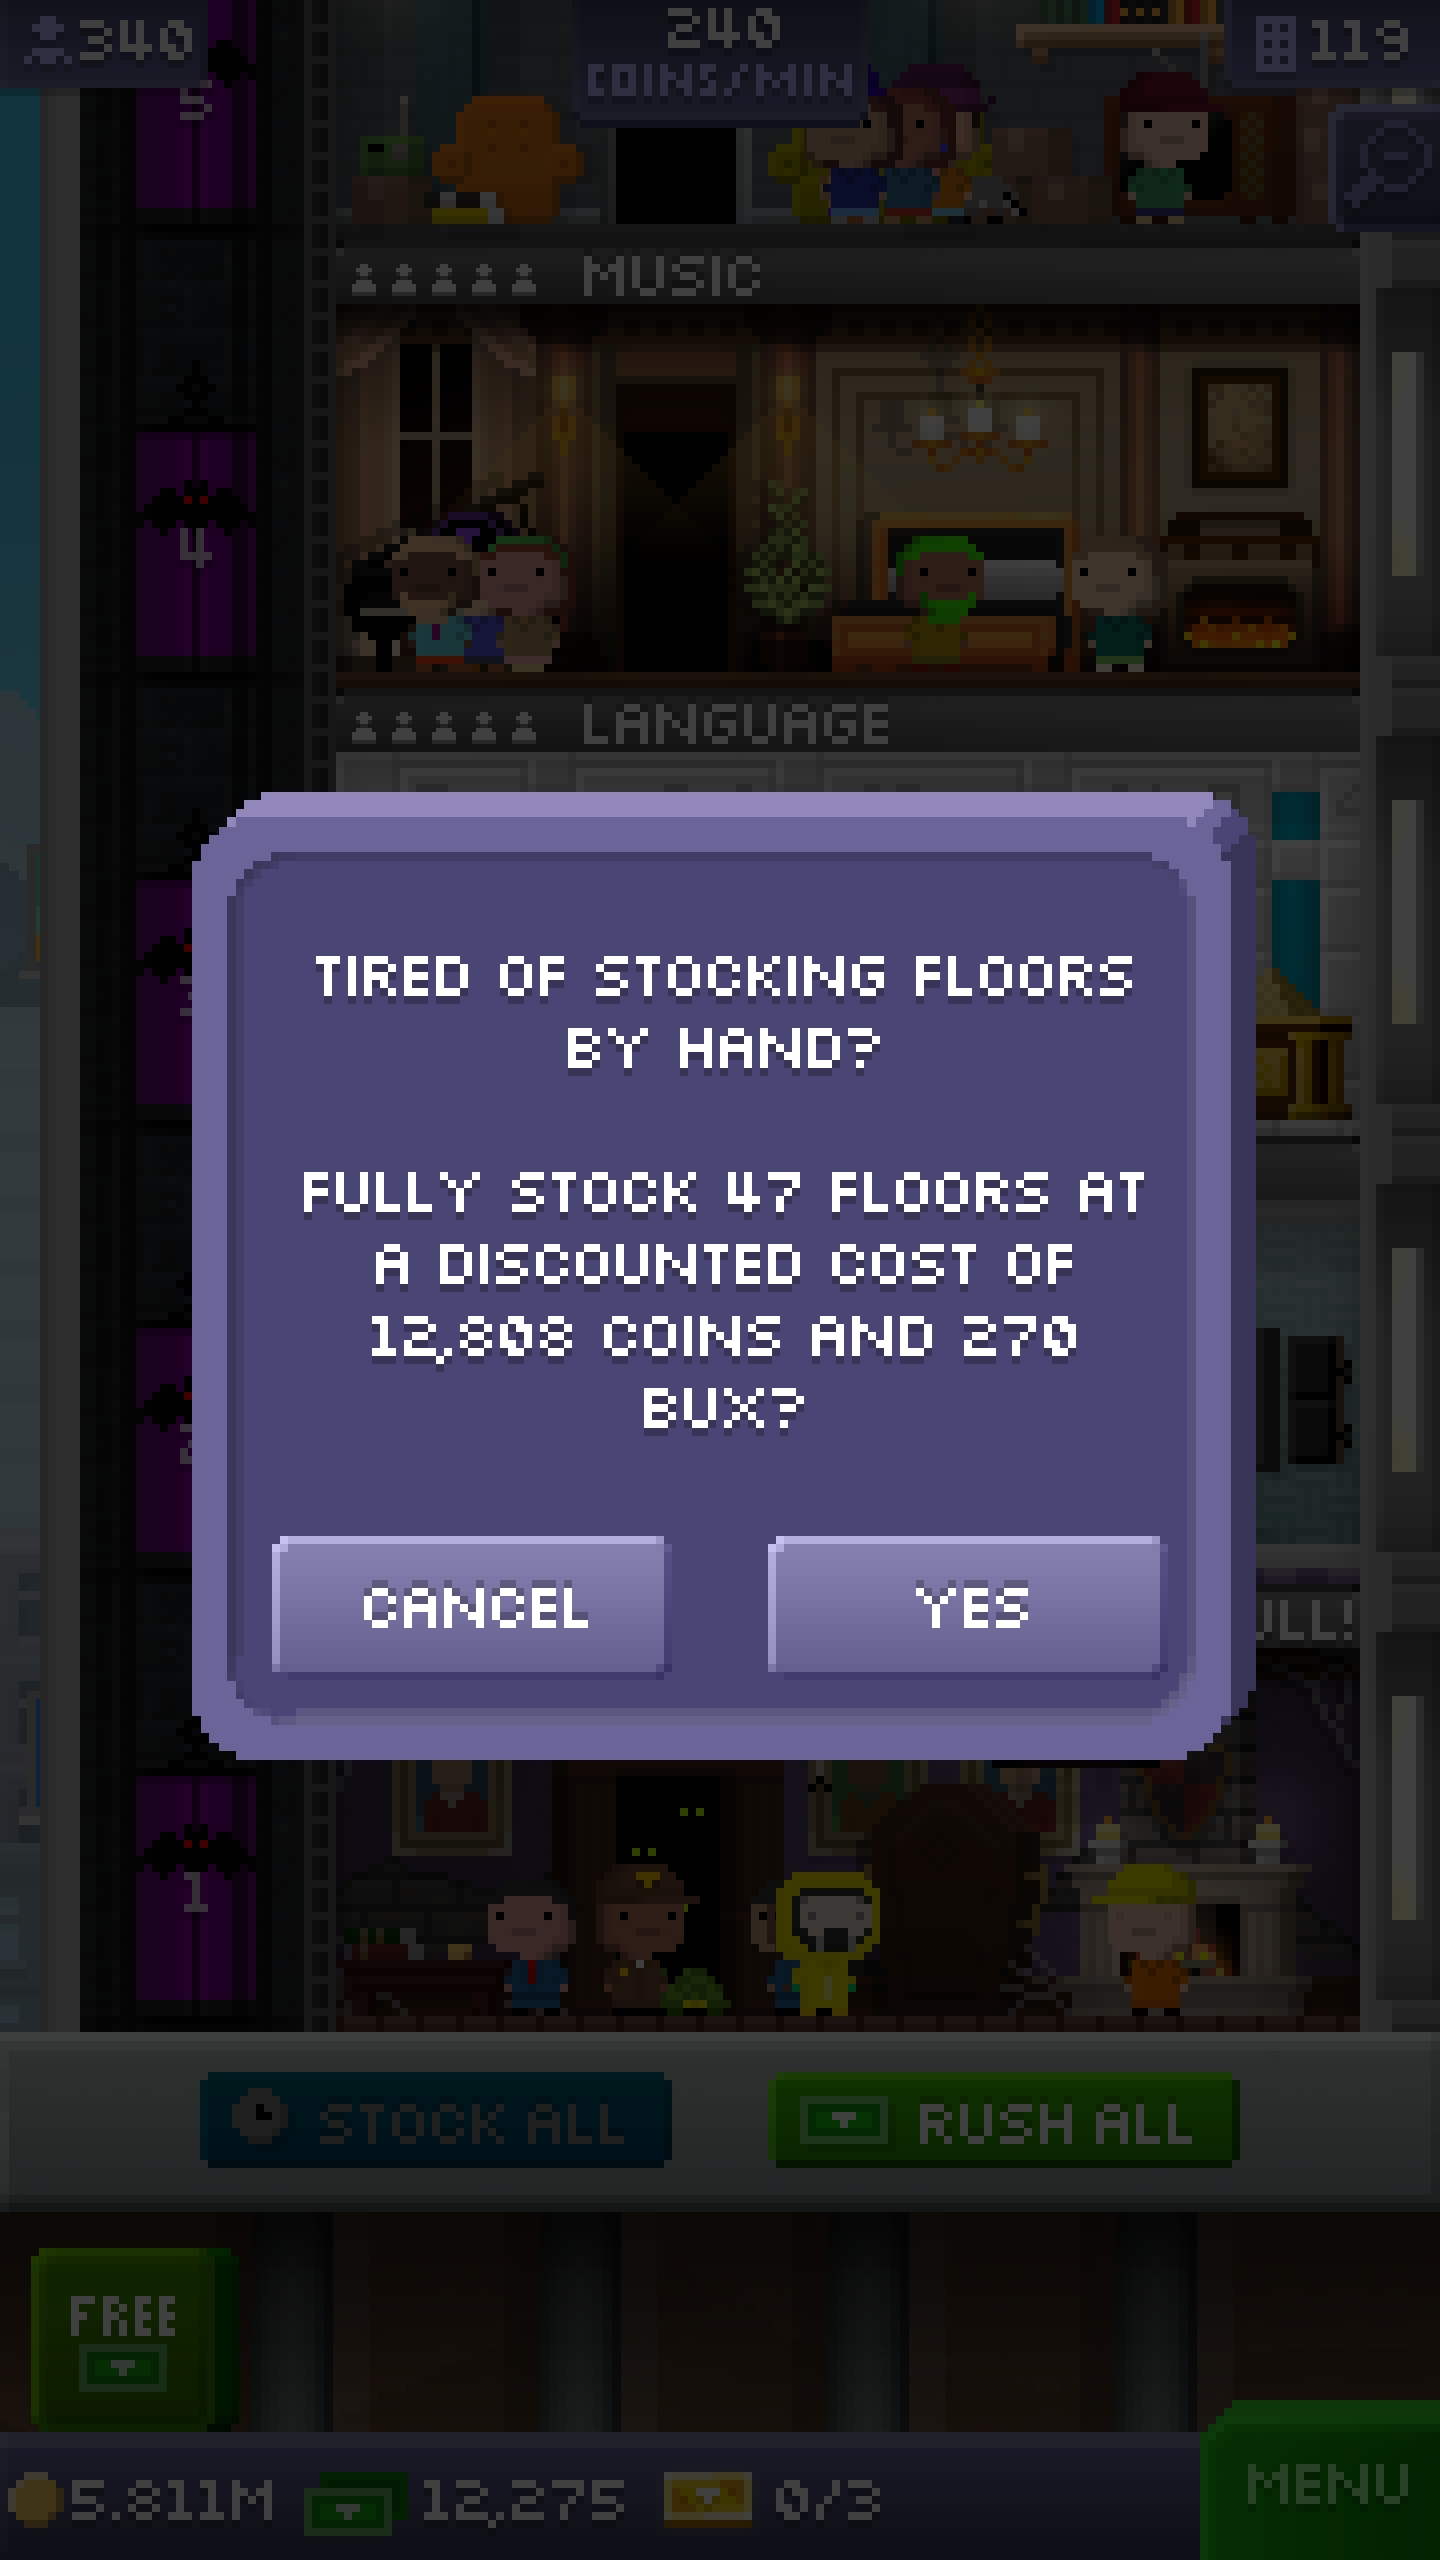 340
240
COINS/MIN
119
5
MUSIC
4
LANGUAGE
TIRED OF STOCKING FLOORS
BY HAND?
FULLY STOCK 47 FLOORS AT
A DISCOUNTED COST OF
12,808 COINS AND 270
BUX?
CANCEL
YES
ULL!
1
STOCK ALL
RUSH ALL
FREE
5.811M
12,275
0/3
MENU